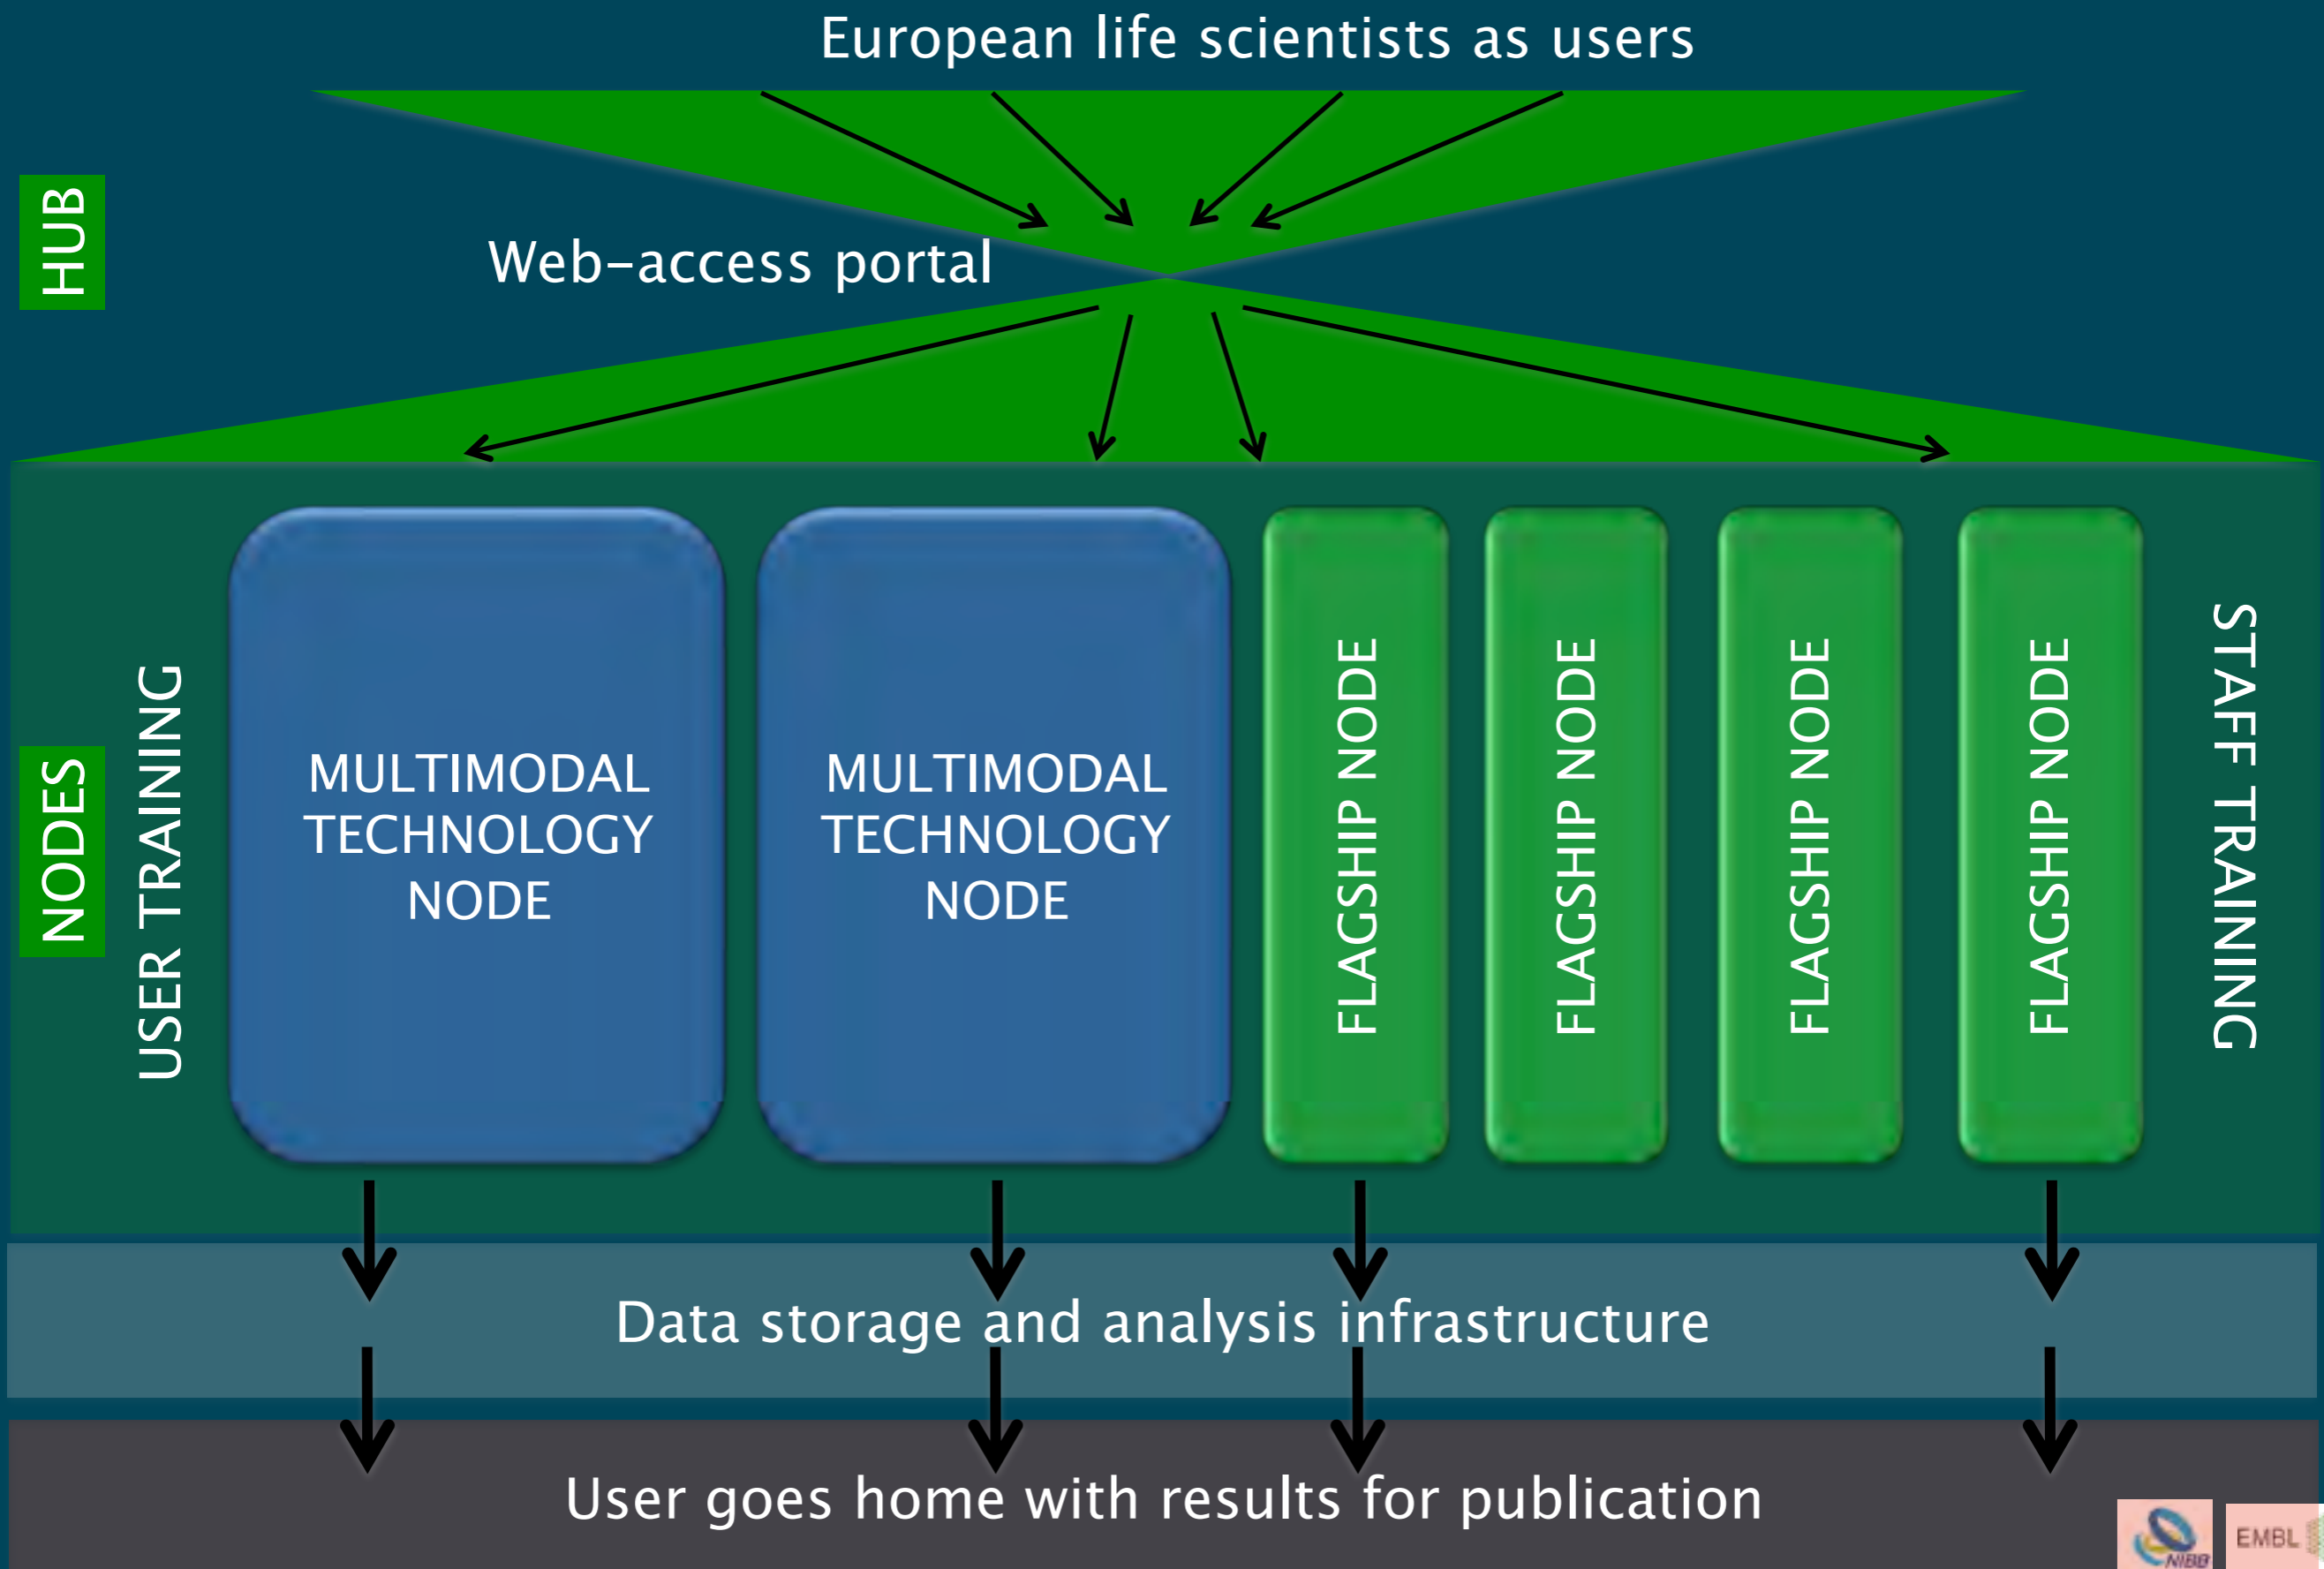 European life scientists as users
HUB
Web-access portal
NODES
USER TRAINING
MULTIMODAL
TECHNOLOGY
NODE
MULTIMODAL
TECHNOLOGY
NODE
FLAGSHIP NODE
FLAGSHIP NODE
FLAGSHIP NODE
FLAGSHIP NODE
STAFF TRAINING
Data storage and analysis infrastructure
User goes home with results for publication
NIBB
EMBL